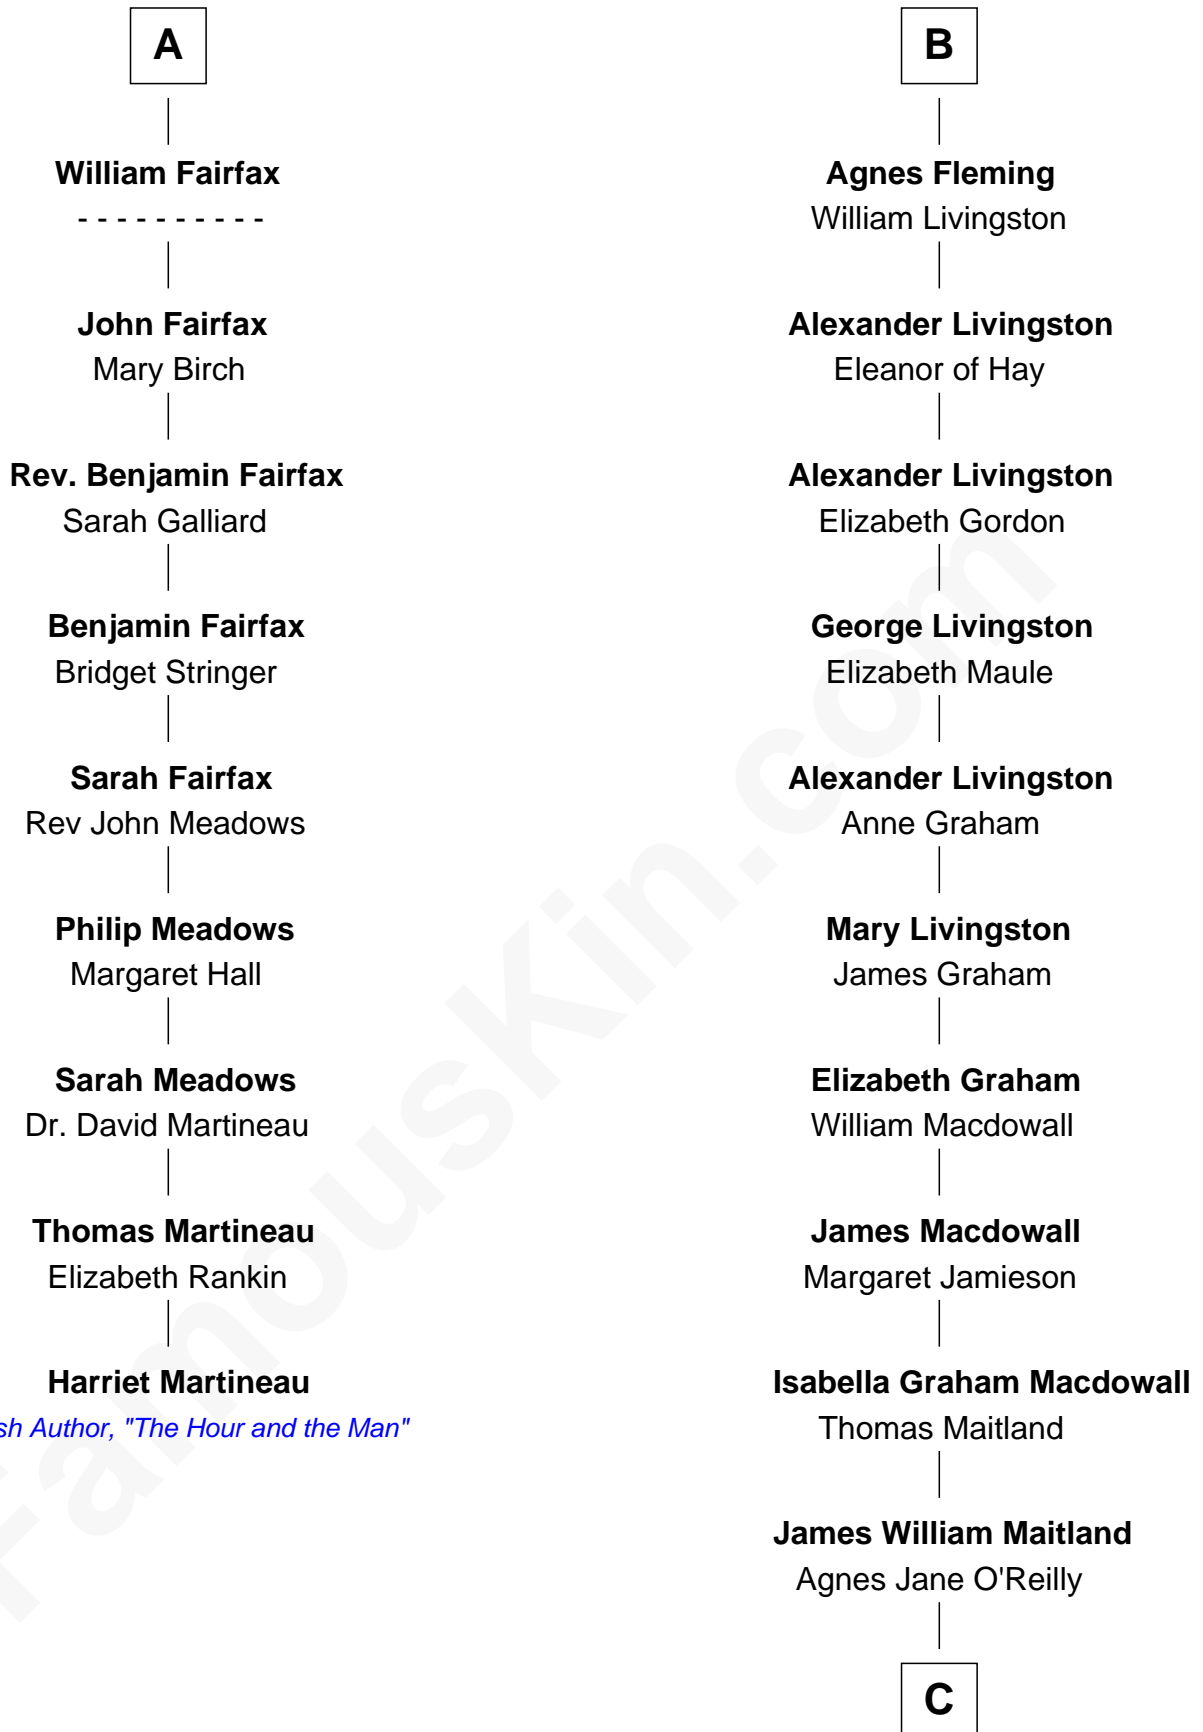 A
William Fairfax
- - - - - - - - - -
John Fairfax
Mary Birch
Rev. Benjamin Fairfax
Sarah Galliard
Benjamin Fairfax
Bridget Stringer
Sarah Fairfax
Rev John Meadows
Philip Meadows
Margaret Hall
Sarah Meadows
Dr. David Martineau
Thomas Martineau
Elizabeth Rankin
Harriet Martineau
sh Author, "The Hour and the Man"
B
Agnes Fleming
William Livingston
Alexander Livingston
Eleanor of Hay
Alexander Livingston
Elizabeth Gordon
George Livingston
Elizabeth Maule
Alexander Livingston
Anne Graham
Mary Livingston
James Graham
Elizabeth Graham
William Macdowall
James Macdowall
Margaret Jamieson
Isabella Graham Macdowall
Thomas Maitland
James William Maitland
Agnes Jane O'Reilly
C
FamousKin.com